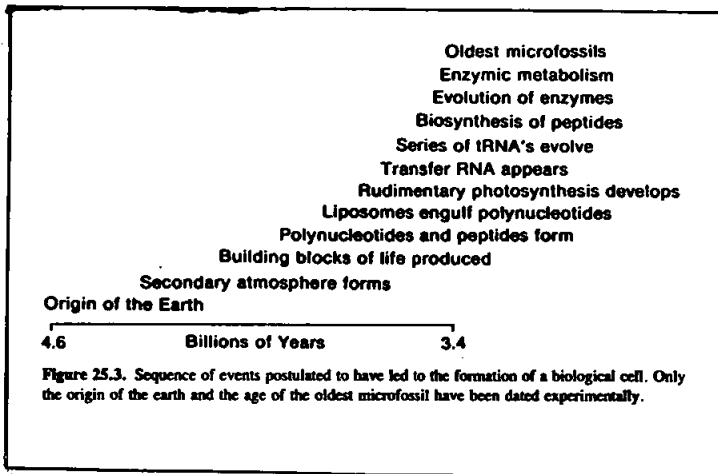 Oldest microfossils
Enzymic metabolism
Evolution of enzymes
Biosynthesis of peptides
Series of tRNA's evolve
Transfer RNA appears
Rudimentary photosynthesis develops
Liposomes engulf polynucleotides
Polynucleotides and peptides form
Building blocks of life produced
Secondary atmosphere forms
Origin of the Earth
4.6 Billions of Years 3.4
Figure 25.3. Sequence of events postulated to have led to the formation of a biological cell. Only
the origin of the earth and the age of the oldest microfossil have been dated experimentally.